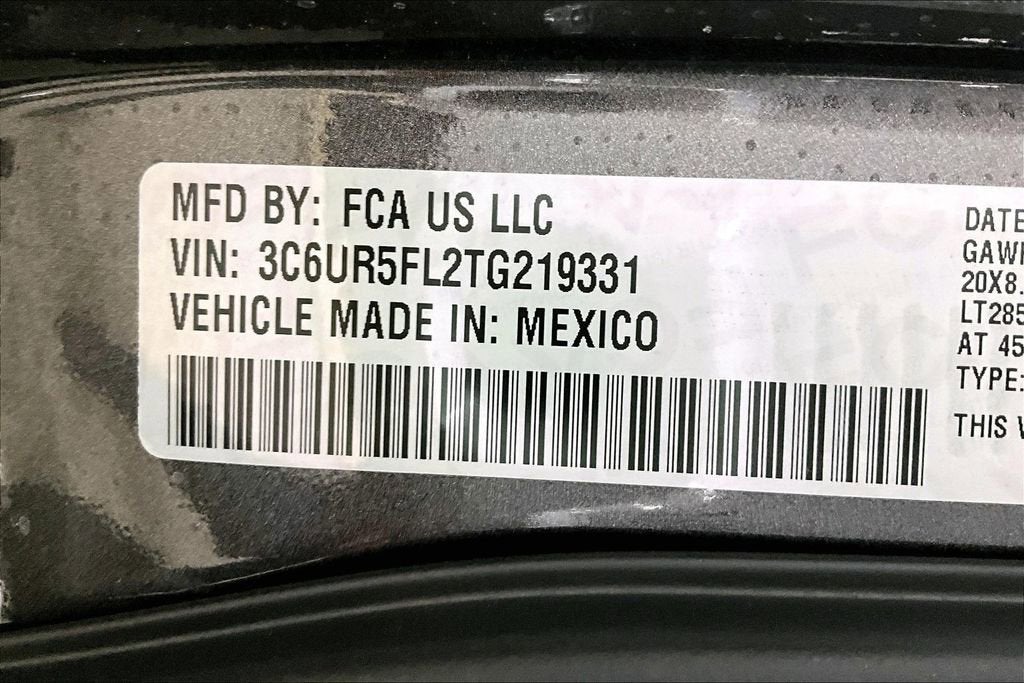 MFD BY: FCA US LLC
VIN: 3C6UR5FL2TG219331
VEHICLE MADE IN: MEXICO
DATE
GAW
20X8.
LT285
AT 45
TYPE:
THIS